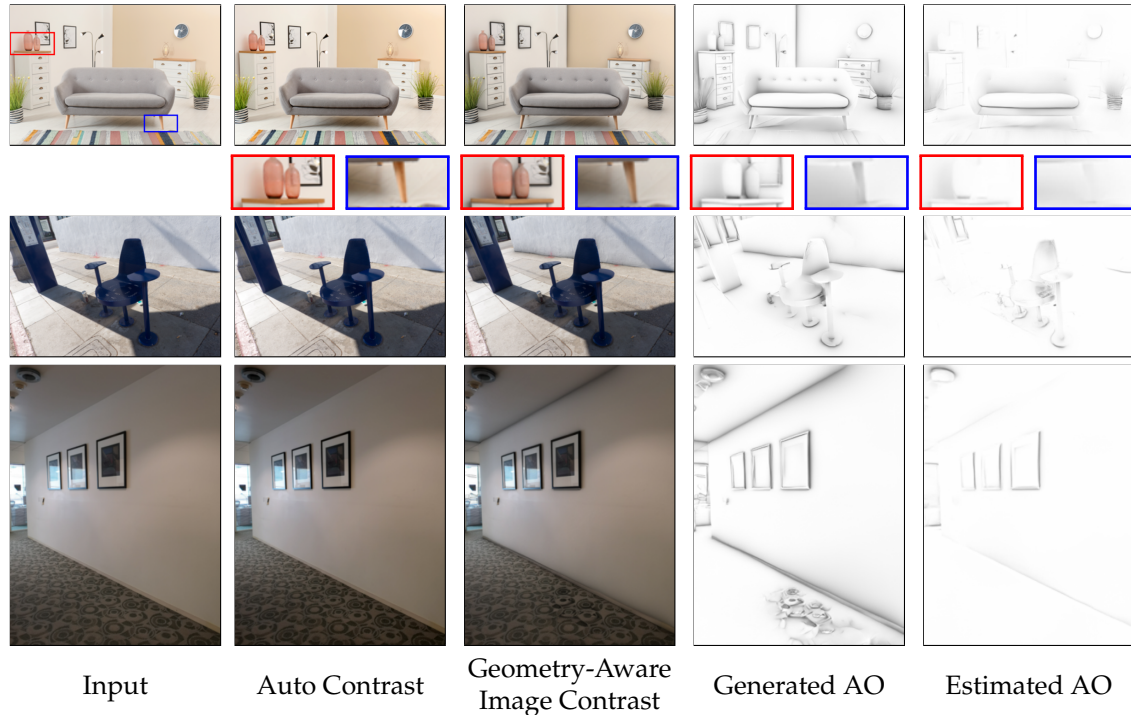 Input
Auto Contrast
Geometry-Aware
Image Contrast
Generated AO
Estimated AO